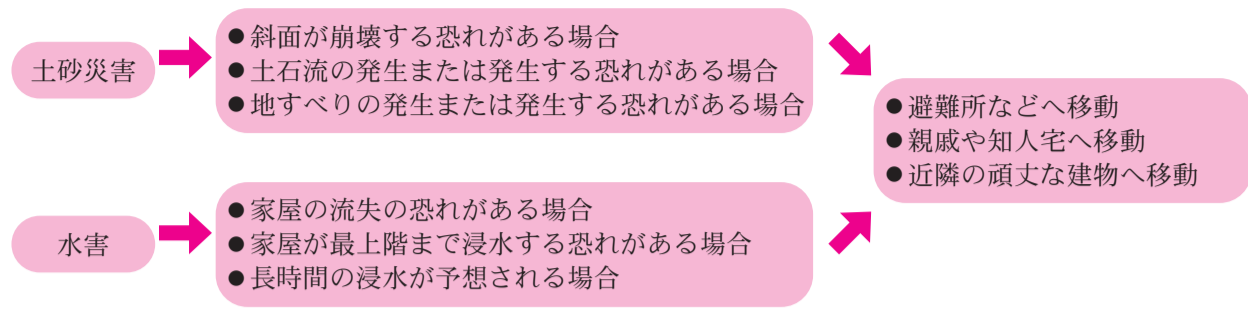 土砂災害
●斜面が崩壊する恐れがある場合
●土石流の発生または発生する恐れがある場合
●地すべりの発生または発生する恐れがある場合
水害
●家屋の流失の恐れがある場合
●家屋が最上階まで浸水する恐れがある場合
●長時間の浸水が予想される場合
●避難所などへ移動
●親戚や知人宅へ移動
●近隣の頑丈な建物へ移動